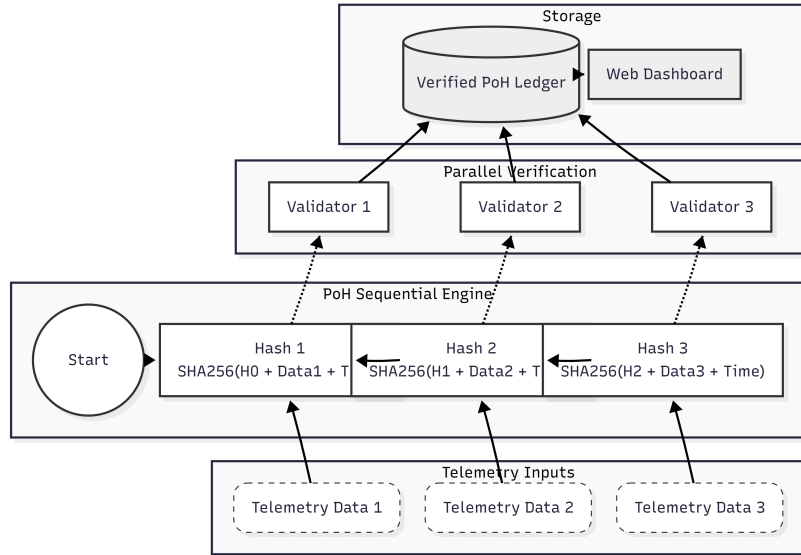 Storage
Verified PoH Ledger
Web Dashboard
Parallel Verification
Validator 1
Validator 2
Validator 3
PoH Sequential Engine
Start
Hash 1
SHA256(H0 + Data1 + T
Hash 2
SHA256(H1 + Data2 + T
Hash 3
SHA256(H2 + Data3 + Time)
Telemetry Inputs
Telemetry Data 1
Telemetry Data 2
Telemetry Data 3